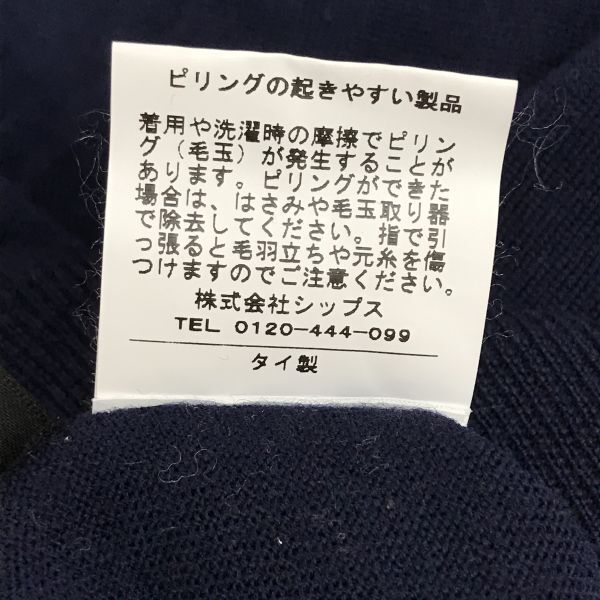 ピリングの起きやすい製品
着用や洗濯時の摩擦でピリン
グ（毛玉）が発生することが
あります。ピリングができた
場合は、はさみや毛玉取り器
で除去してください。指で引
っ張ると毛羽立ちや元糸を傷
つけますのでご注意ください。
株式会社シップス
TEL 0120-444-099
タイ製